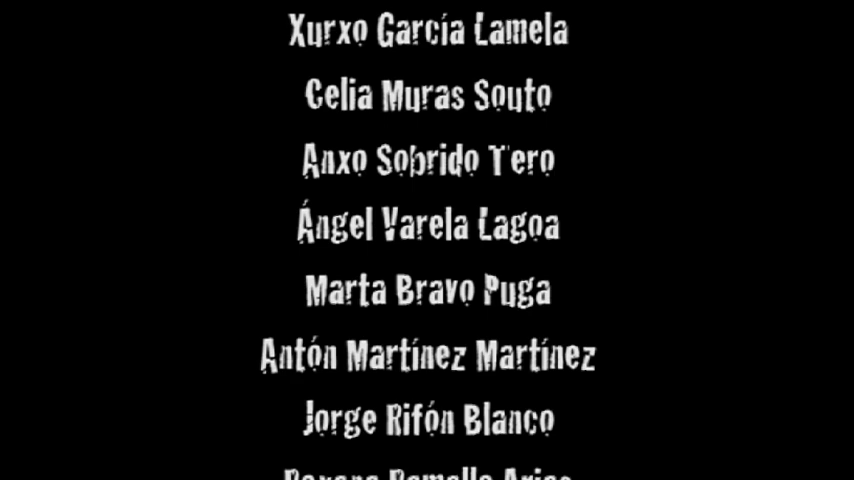 Xurxo García Lamela
Celia Muras Souto
Anxo Sobrido Tero
Ángel Varela Lagoa
Marta Bravo Puga
Antón Martínez Martínez
Jorge Rifón Blanco